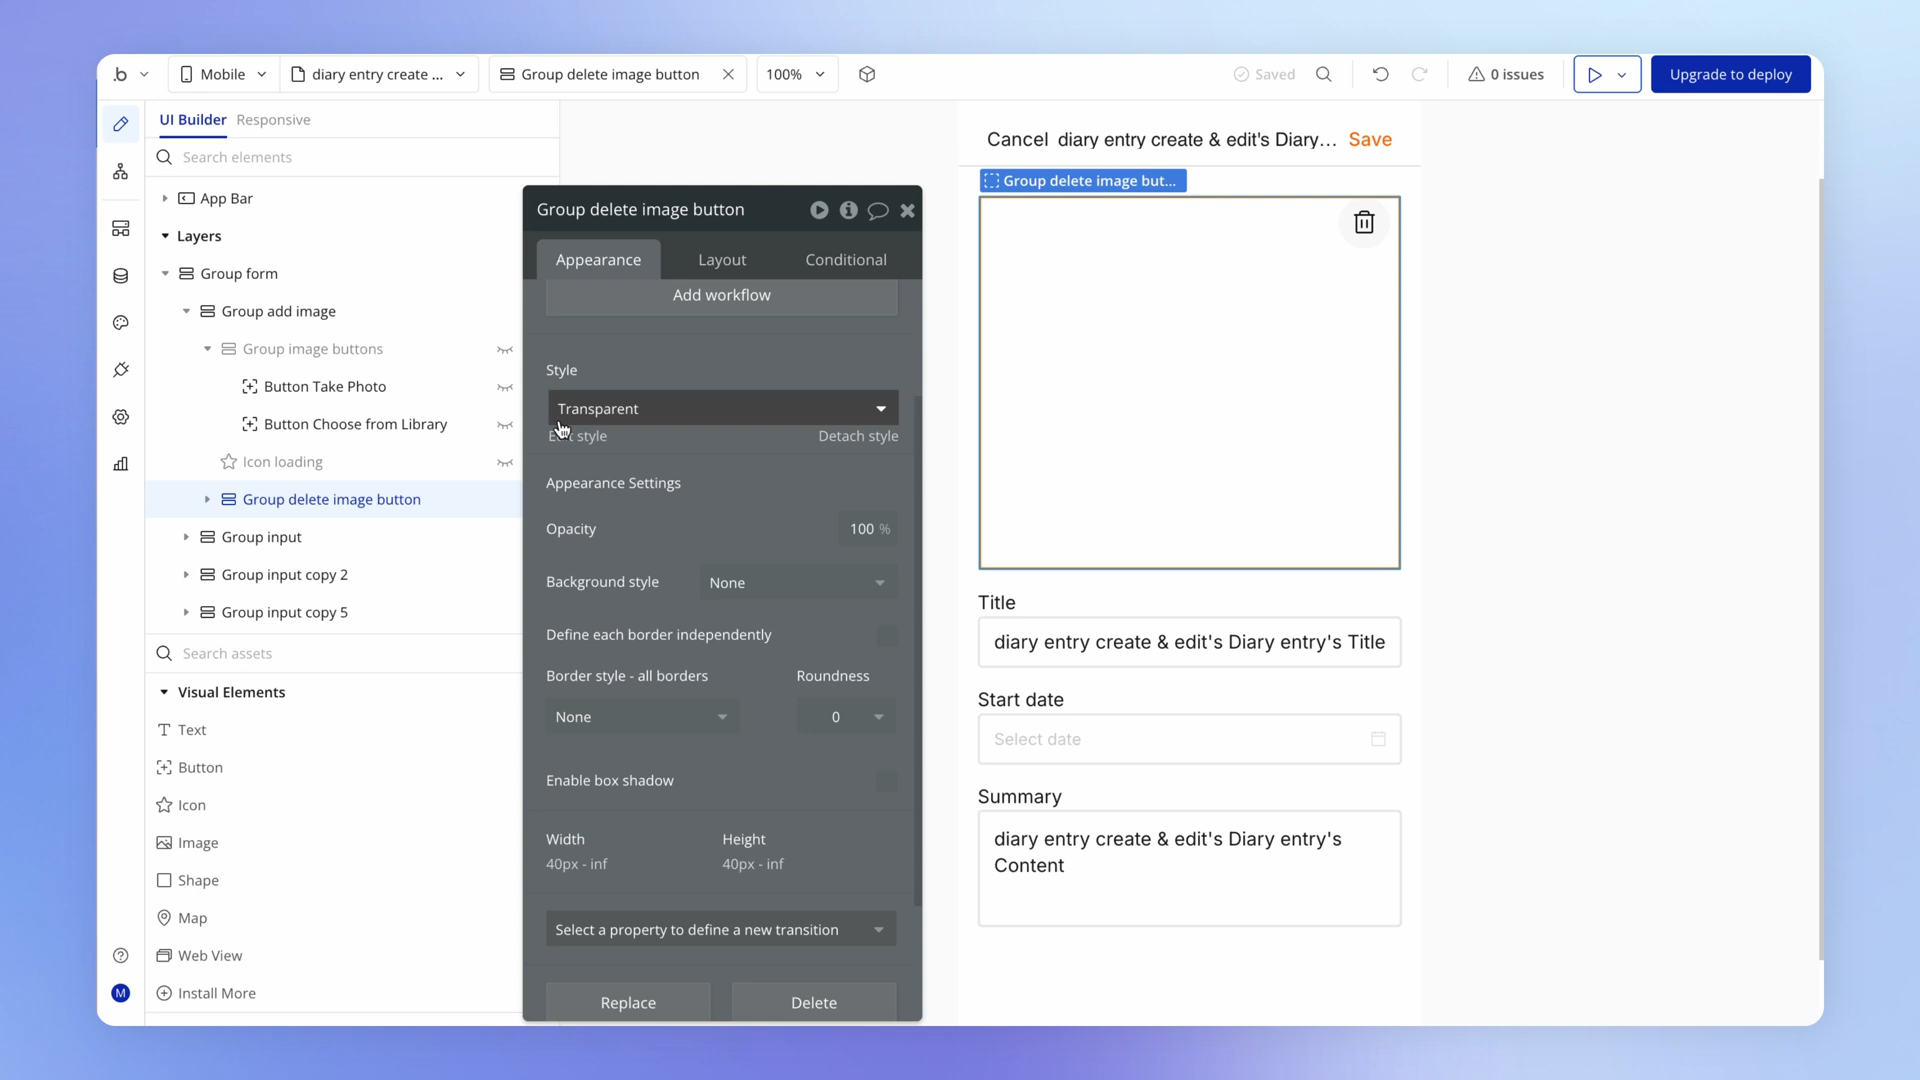 .b
Mobile
diary entry create ...
Group delete image button
100%
Saved
0 issues
Upgrade to deploy
UI Builder
Responsive
Search elements
App Bar
Layers
Group form
Group add image
Group image buttons
Button Take Photo
Button Choose from Library
Icon loading
Group delete image button
Group input
Group input copy 2
Group input copy 5
Search assets
Visual Elements
Text
Button
Icon
Image
Shape
Map
Web View
Install More
M
Group delete image button
Appearance
Layout
Conditional
Add workflow
Style
Transparent
Edit style
Detach style
Appearance Settings
Opacity
100 %
Background style
None
Define each border independently
Border style - all borders
Roundness
None
0
Enable box shadow
Width
Height
40px - inf
40px - inf
Select a property to define a new transition
Replace
Delete
Cancel
diary entry create & edit's Diary...
Save
Group delete image but...
Title
diary entry create & edit's Diary entry's Title
Start date
Select date
Summary
diary entry create & edit's Diary entry's
Content